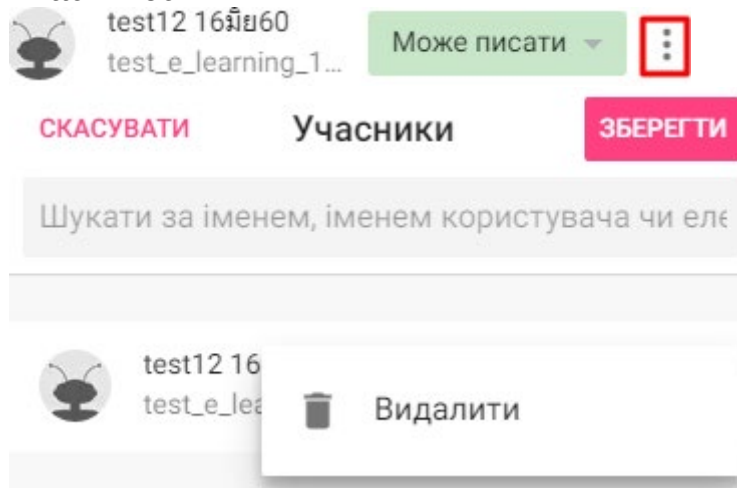 test12 16มิย60
test_e_learning_1...
Може писати
СКАСУВАТИ
Учасники
ЗБЕРЕГТИ
Шукати за іменем, іменем користувача чи еле
test12 16
test_e_lea
Видалити